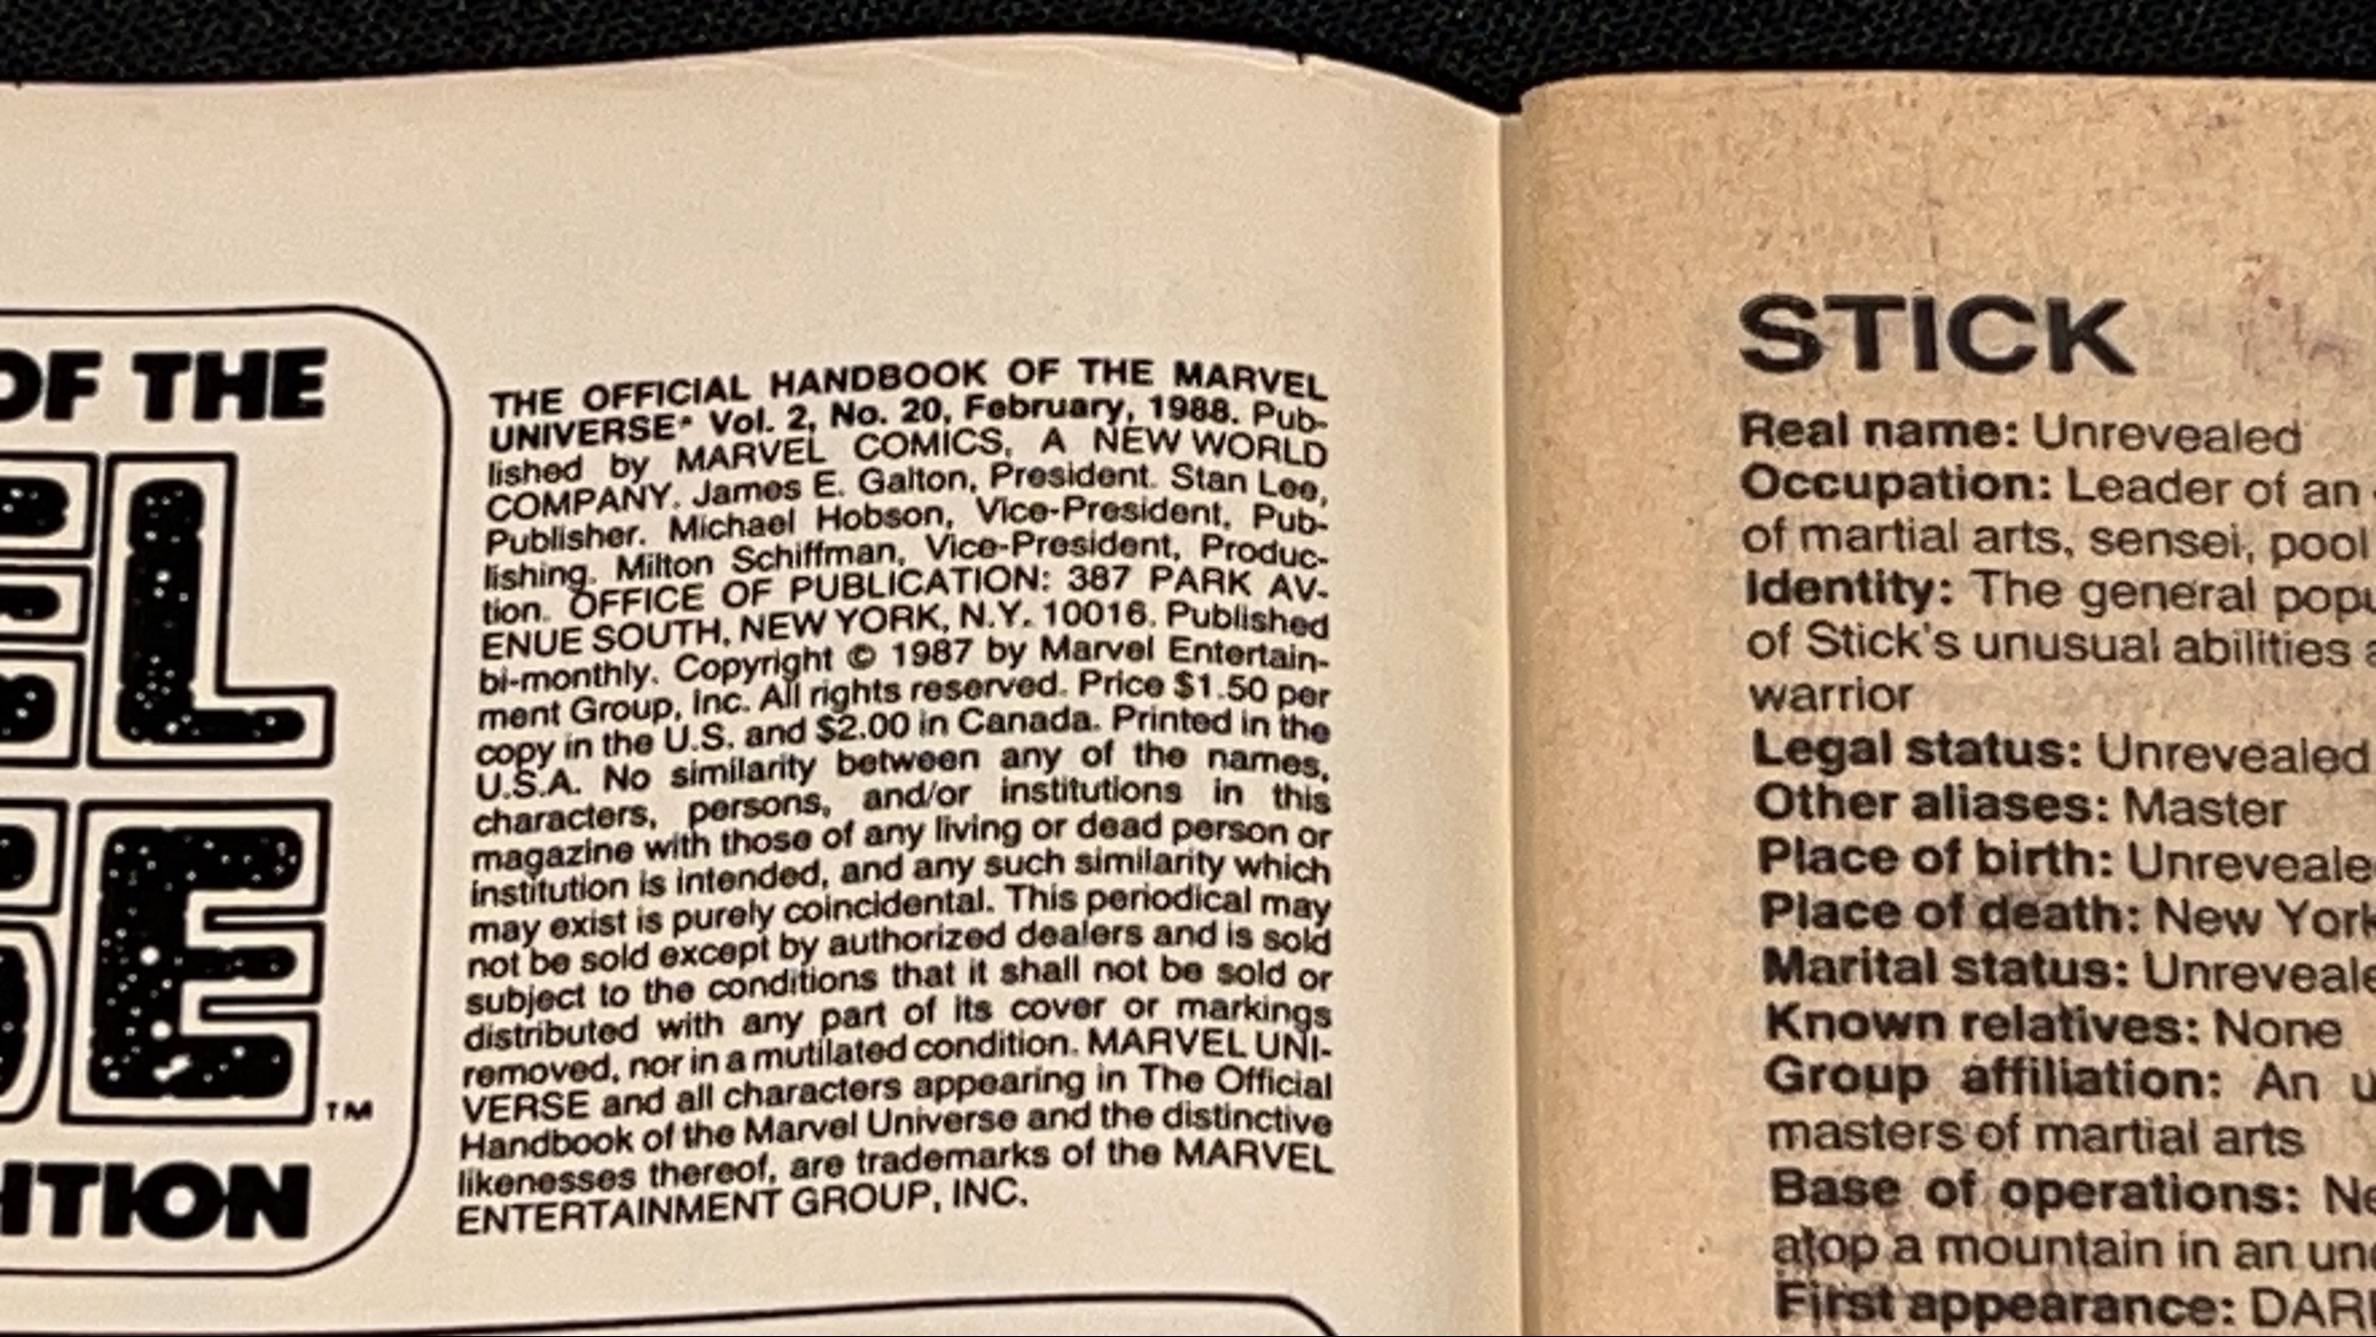 OF THE
EL
SE
TM
ITION
THE OFFICIAL HANDBOOK OF THE MARVEL
UNIVERSE® Vol. 2, No. 20, February, 1988. Pub-
lished by MARVEL COMICS, A NEW WORLD
COMPANY. James E. Galton, President. Stan Lee,
Publisher. Michael Hobson, Vice-President, Pub-
lishing. Milton Schiffman, Vice-President, Produc-
tion. OFFICE OF PUBLICATION: 387 PARK AV-
ENUE SOUTH, NEW YORK, N.Y. 10016. Published
bi-monthly. Copyright © 1987 by Marvel Entertain-
ment Group, Inc. All rights reserved. Price $1.50 per
copy in the U.S. and $2.00 in Canada. Printed in the
U.S.A. No similarity between any of the names,
characters, persons, and/or institutions in this
magazine with those of any living or dead person or
institution is intended, and any such similarity which
may exist is purely coincidental. This periodical may
not be sold except by authorized dealers and is sold
subject to the conditions that it shall not be sold or
distributed with any part of its cover or markings
removed, nor in a mutilated condition. MARVEL UNI-
VERSE and all characters appearing in The Official
Handbook of the Marvel Universe and the distinctive
likenesses thereof, are trademarks of the MARVEL
ENTERTAINMENT GROUP, INC.
STICK
Real name: Unrevealed
Occupation: Leader of an
of martial arts, sensei, pool
Identity: The general popu
of Stick's unusual abilities a
warrior
Legal status: Unrevealed
Other aliases: Master
Place of birth: Unreveale
Place of death: New York
Marital status: Unreveale
Known relatives: None
Group affiliation: An u
masters of martial arts
Base of operations: Ne
atop a mountain in an un
First appearance: DAR